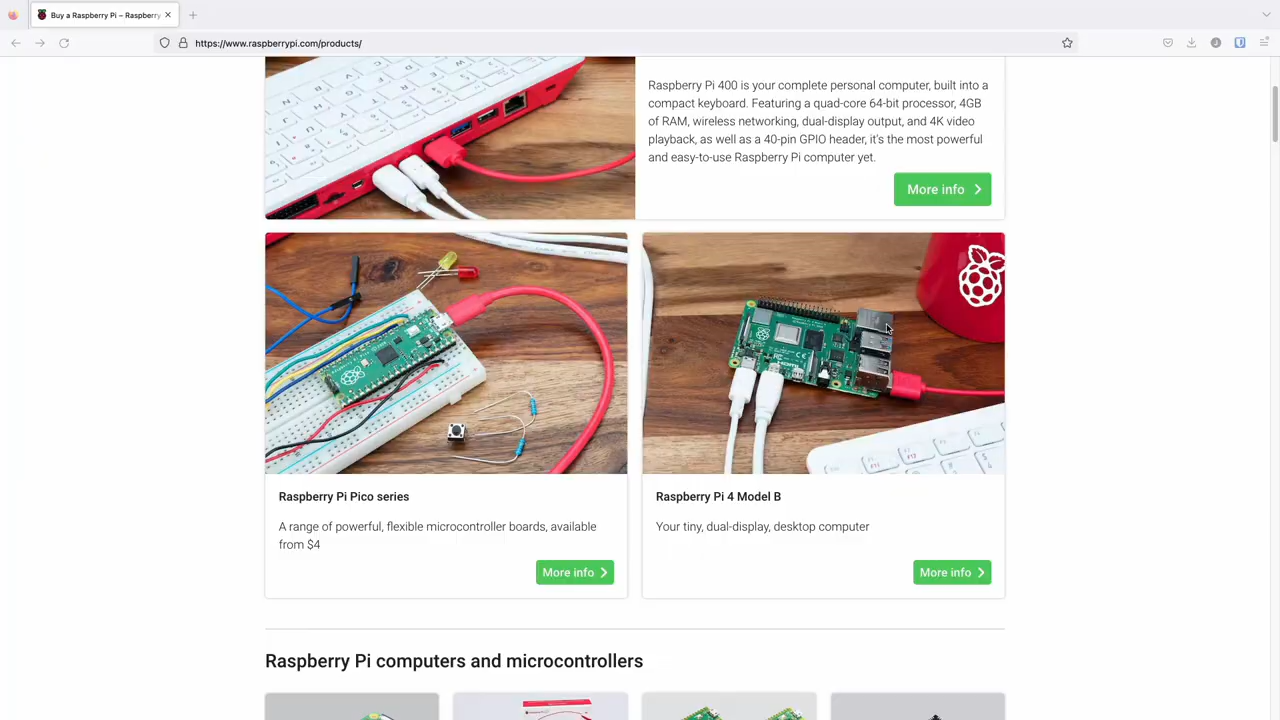 Buy a Raspberry Pi – Raspberry
https://www.raspberrypi.com/products/
Raspberry Pi 400 is your complete personal computer, built into a
compact keyboard. Featuring a quad-core 64-bit processor, 4GB
of RAM, wireless networking, dual-display output, and 4K video
playback, as well as a 40-pin GPIO header, it's the most powerful
and easy-to-use Raspberry Pi computer yet.
More info
Raspberry Pi Pico series
A range of powerful, flexible microcontroller boards, available
from $4
More info
Raspberry Pi 4 Model B
Your tiny, dual-display, desktop computer
More info
Raspberry Pi computers and microcontrollers